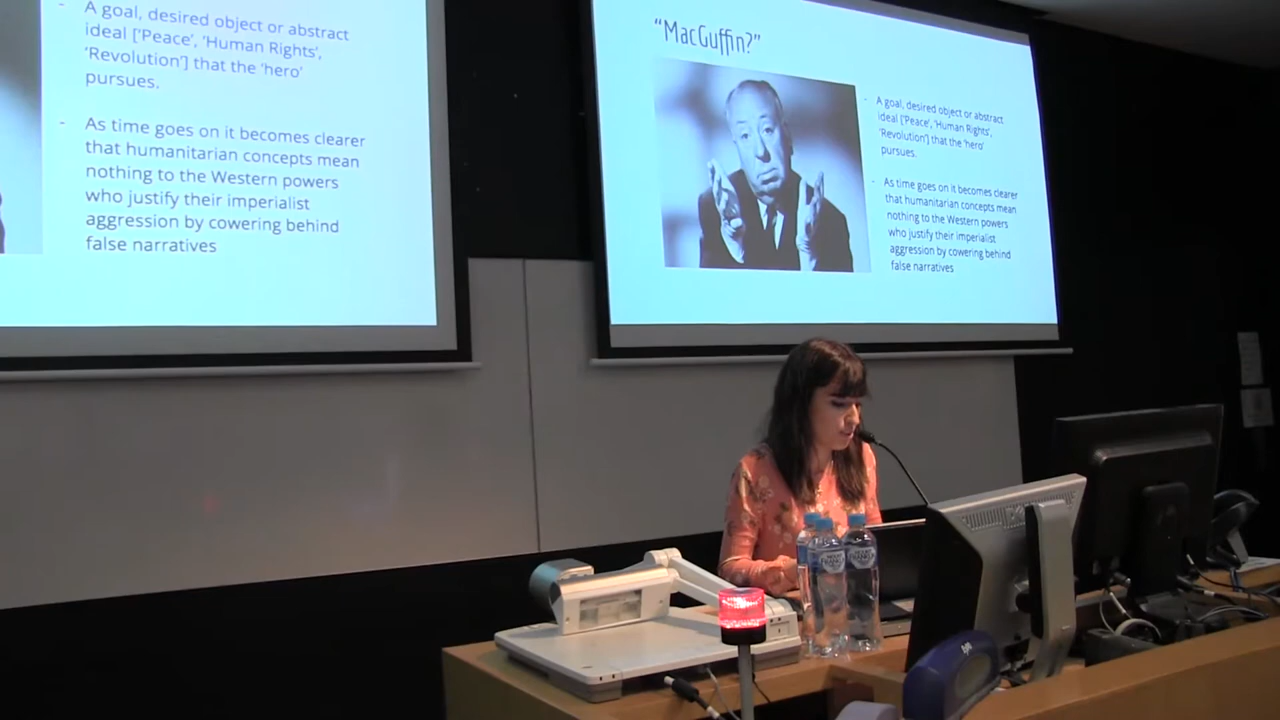 - A goal, desired object or abstract
ideal ['Peace', 'Human Rights',
'Revolution'] that the 'hero'
pursues.
- As time goes on it becomes clearer
that humanitarian concepts mean
nothing to the Western powers
who justify their imperialist
aggression by cowering behind
false narratives
"MacGuffin?"
- A goal, desired object or abstract
ideal ['Peace', 'Human Rights',
'Revolution'] that the 'hero'
pursues.
- As time goes on it becomes clearer
that humanitarian concepts mean
nothing to the Western powers
who justify their imperialist
aggression by cowering behind
false narratives
MOUNT
FRANKLIN